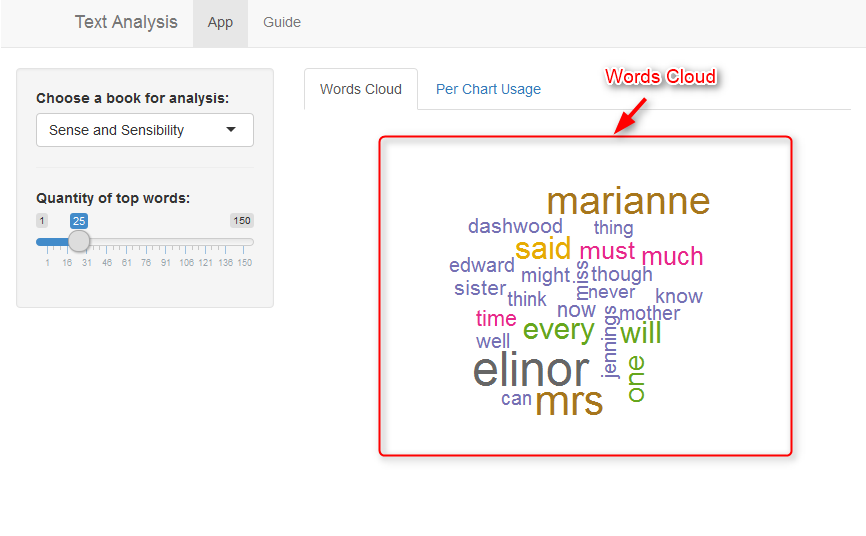 Text Analysis App Guide
Choose a book for analysis:
Sense and Sensibility
Quantity of top words:
1 25 150
1 16 31 46 61 76 91 106 121 136 150
Words Cloud Per Chart Usage
Words Cloud
marianne
dashwood thing
said must much
edward might miss though
sister think never know
time now jennings mother
well every will
elinor one
can mrs